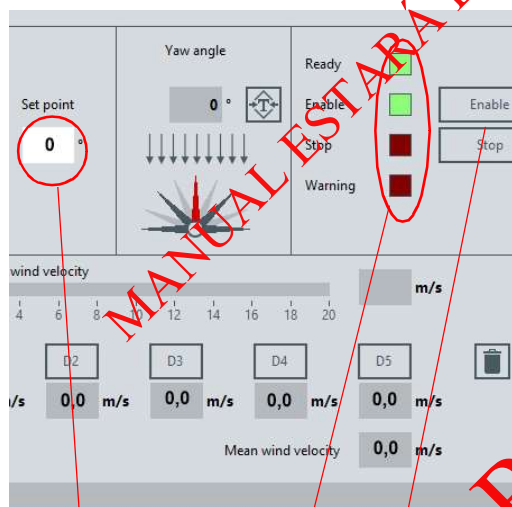 Yaw angle
Ready
Set point
0 °
Enable
Enable
0 °
Stop
Stop
Warning
MANUAL ESTARA
wind velocity
m/s
4 6 8 10 12 14 16 18 20
D2 D3 D4 D5
/s 0,0 m/s 0,0 m/s 0,0 m/s 0,0 m/s
Mean wind velocity 0,0 m/s